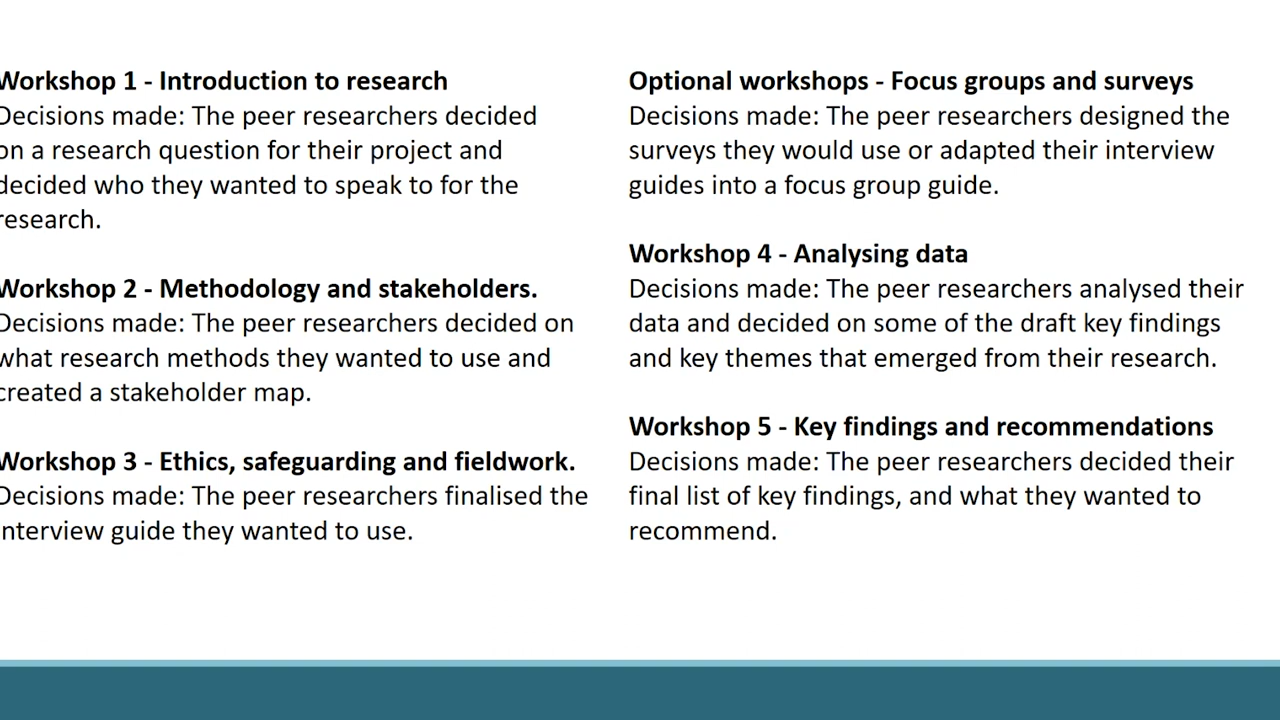 Workshop 1 - Introduction to research
Decisions made: The peer researchers decided
on a research question for their project and
decided who they wanted to speak to for the
research.
Workshop 2 - Methodology and stakeholders.
Decisions made: The peer researchers decided on
what research methods they wanted to use and
created a stakeholder map.
Workshop 3 - Ethics, safeguarding and fieldwork.
Decisions made: The peer researchers finalised the
interview guide they wanted to use.
Optional workshops - Focus groups and surveys
Decisions made: The peer researchers designed the
surveys they would use or adapted their interview
guides into a focus group guide.
Workshop 4 - Analysing data
Decisions made: The peer researchers analysed their
data and decided on some of the draft key findings
and key themes that emerged from their research.
Workshop 5 - Key findings and recommendations
Decisions made: The peer researchers decided their
final list of key findings, and what they wanted to
recommend.